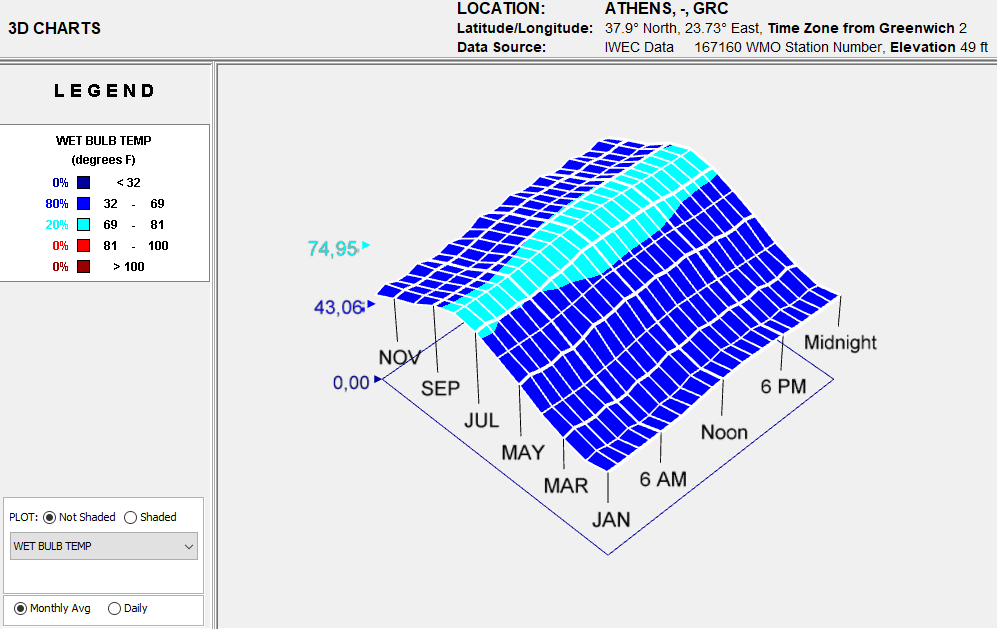 3D CHARTS
LOCATION: ATHENS, -, GRC
Latitude/Longitude: 37.9° North, 23.73° East, Time Zone from Greenwich 2
Data Source: IWEC Data 167160 WMO Station Number, Elevation 49 ft
LEGEND
WET BULB TEMP
(degrees F)
0% < 32
80% 32 - 69
20% 69 - 81
0% 81 - 100
0% > 100
PLOT: Not Shaded Shaded
WET BULB TEMP
Monthly Avg Daily
74,95
43,06
0,00
NOV
SEP
JUL
MAY
MAR
JAN
6 AM
Noon
6 PM
Midnight